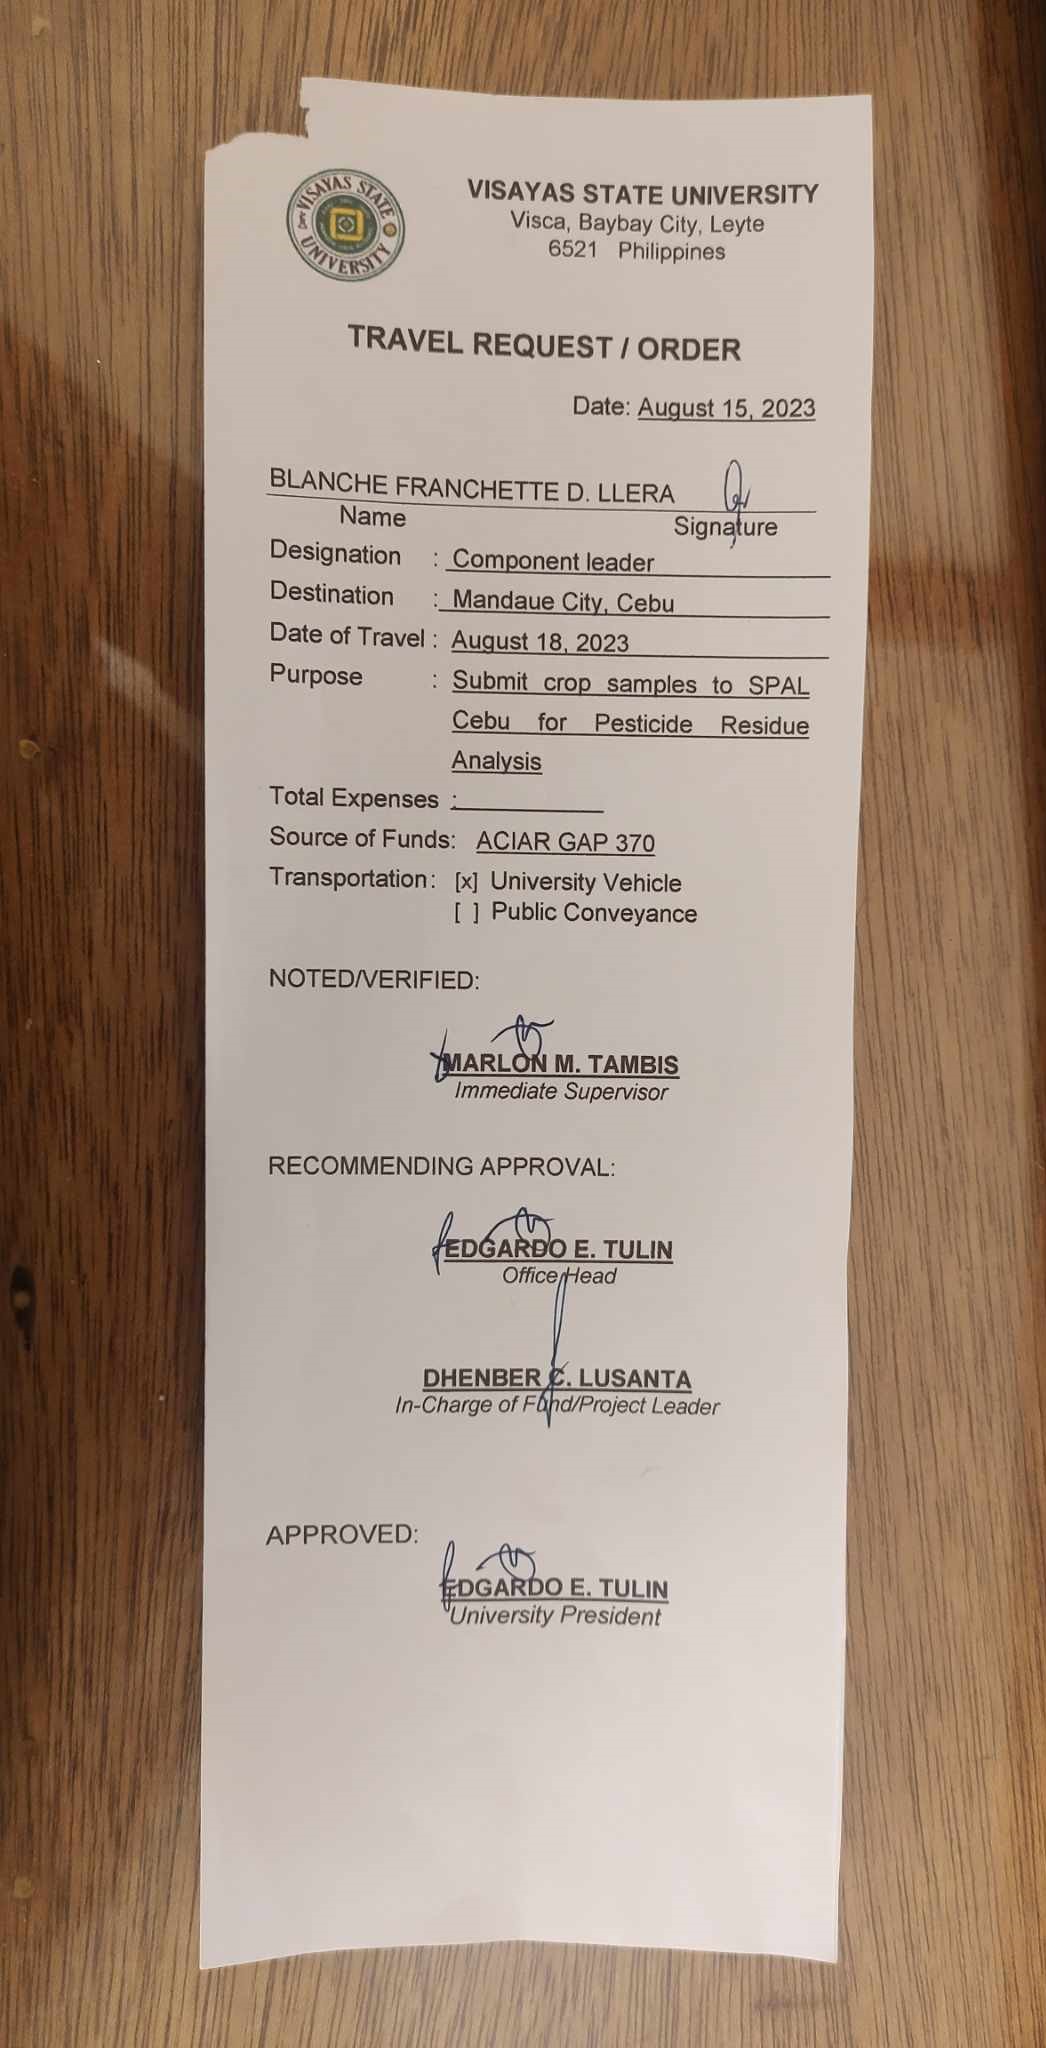 VISAYAS STATE UNIVERSITY
VISAYAS STATE UNIVERSITY
Visca, Baybay City, Leyte
6521 Philippines
TRAVEL REQUEST / ORDER
Date: August 15, 2023
BLANCHE FRANCHETTE D. LLERA
Name Signature
Designation : Component leader
Destination : Mandaue City, Cebu
Date of Travel : August 18, 2023
Purpose : Submit crop samples to SPAL
Cebu for Pesticide Residue
Analysis
Total Expenses :
Source of Funds: ACIAR GAP 370
Transportation: [x] University Vehicle
[ ] Public Conveyance
NOTED/VERIFIED:
MARLON M. TAMBIS
Immediate Supervisor
RECOMMENDING APPROVAL:
EDGARDO E. TULIN
Office Head
DHENBER C. LUSANTA
In-Charge of Fund/Project Leader
APPROVED:
EDGARDO E. TULIN
University President